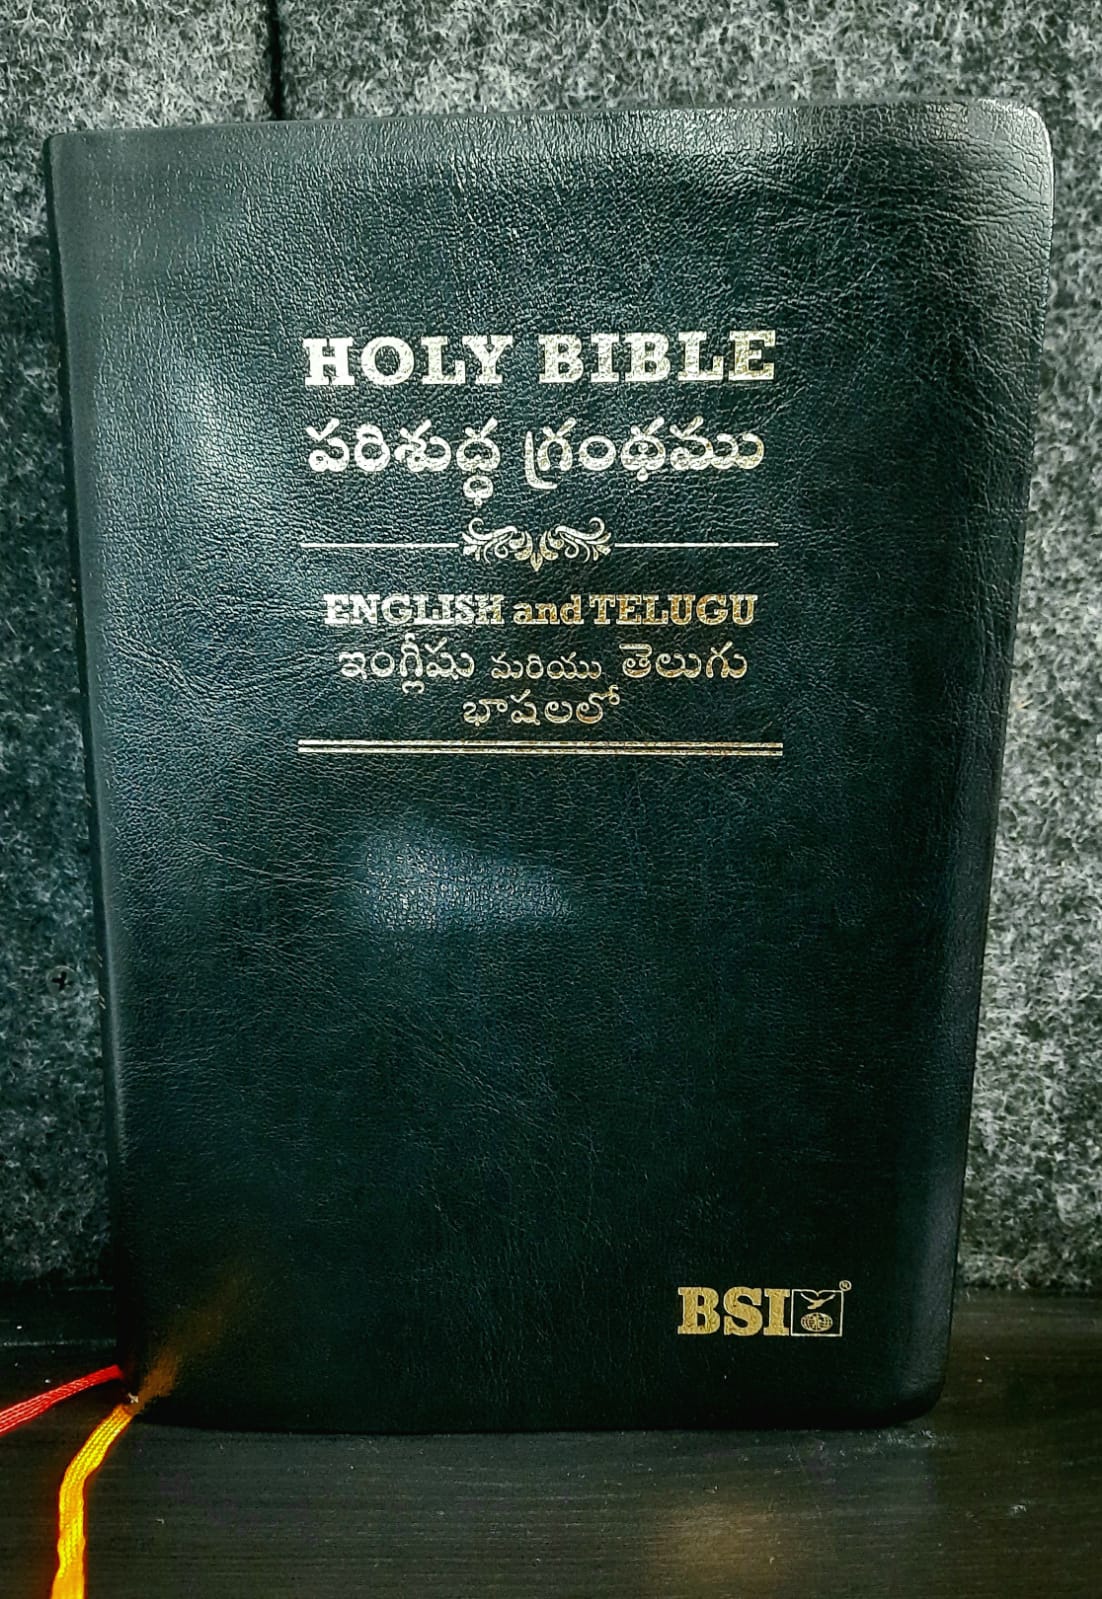 HOLY BIBLE
పరిశుద్ధ గ్రంథము
ENGLISH and TELUGU
ఇంగ్లీషు మరియు తెలుగు
భాషలలో
BSI ®